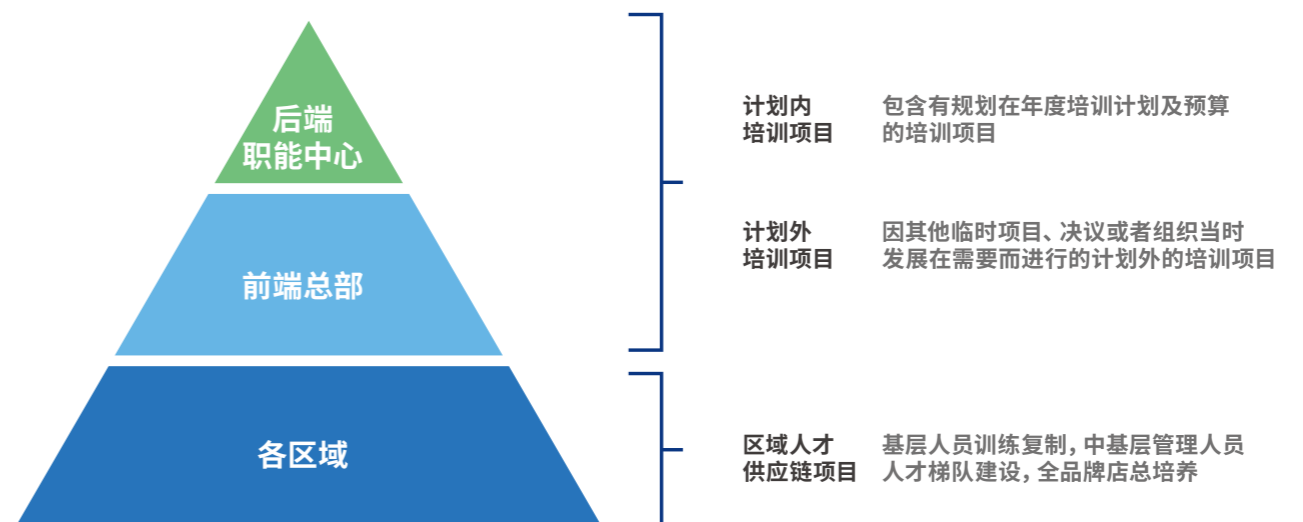 后端
职能中心
前端总部
各区域
计划内
培训项目
包含有规划在年度培训计划及预算
的培训项目
计划外
培训项目
因其他临时项目、决议或者组织当时
发展在需要而进行的计划外的培训项目
区域人才
供应链项目
基层人员训练复制，中基层管理人员
人才梯队建设，全品牌店总培养